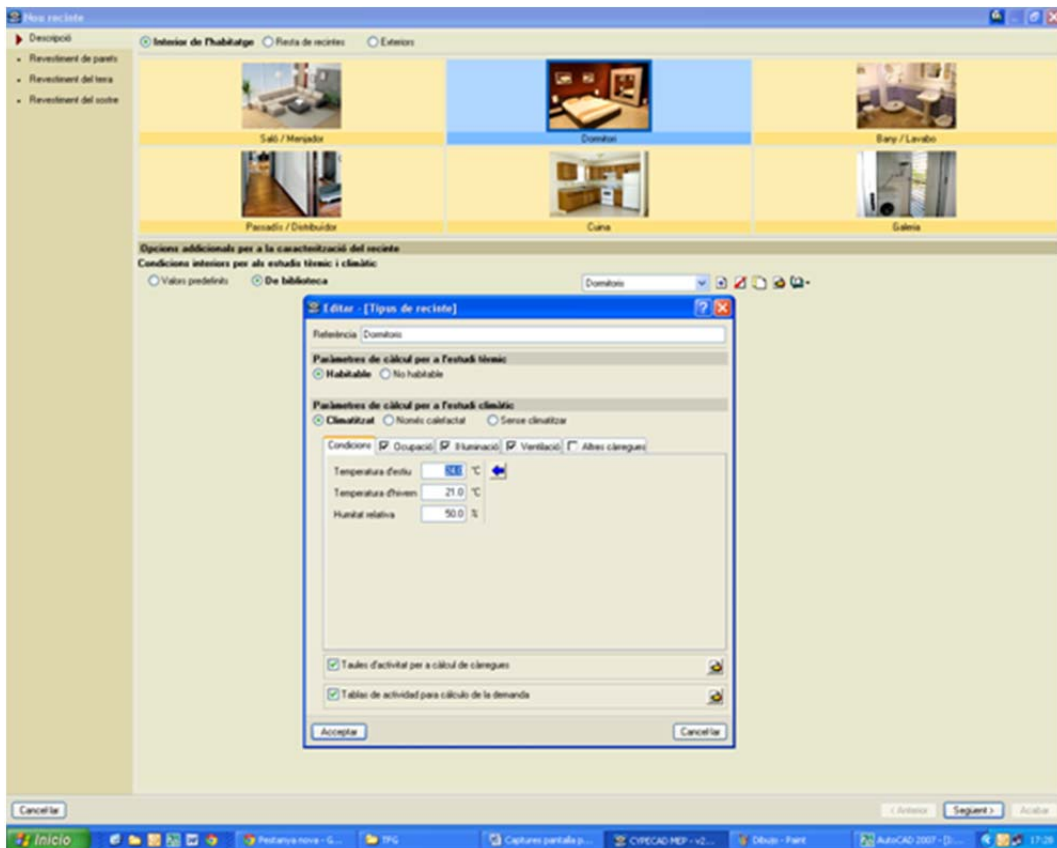 Nou recinte
Descripció
Revestiment de parets
Revestiment del terra
Revestiment del sostre
Interior de l'habitatge Resta de recintes Exteriors
Saló / Menjador Dormitori Bany / Lavabo
Passadís / Distribuïdor Cuina Galeria
Opcions addicionals per a la caracterització del recinte
Condicions interiors per als estudis tèrmic i climàtic
Valors predefinits De biblioteca Dormitoris
Editar - [Tipus de recinte]
Referència Dormitoris
Paràmetres de càlcul per a l'estudi tèrmic
Habitable No habitable
Paràmetres de càlcul per a l'estudi climàtic
Climatitzat Només calefactat Sense climatitzar
Condicions Ocupació Il·luminació Ventilació Altres càrregues
Temperatura d'estiu 24.0 °C
Temperatura d'hivern 21.0 °C
Humitat relativa 50.0 %
Taules d'activitat per a càlcul de càrregues
Tablas de actividad para cálculo de la demanda
Acceptar Cancel·lar
Cancel·lar < Anterior Següent > Acabar
Inicio Pestanya nova - G... TFG Captures pantalla p... CYPECAD MEP - v2... Dibujo - Paint AutoCAD 2007 - [... 17:28